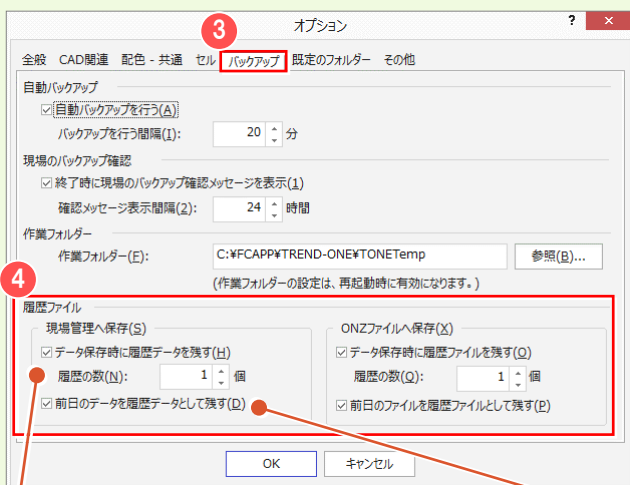 3
オプション
? ×
全般 CAD関連 配色 - 共通 セル バックアップ 既定のフォルダー その他
自動バックアップ
自動バックアップを行う(A)
バックアップを行う間隔(I): 20 分
現場のバックアップ確認
終了時に現場のバックアップ確認メッセージを表示(1)
確認メッセージ表示間隔(2): 24 時間
作業フォルダー
作業フォルダー(F): C:¥FCAPP¥TREND-ONE¥TONETemp 参照(B)...
(作業フォルダーの設定は、再起動時に有効になります。)
4
履歴ファイル
現場管理へ保存(S)
データ保存時に履歴データを残す(H)
履歴の数(N): 1 個
前日のデータを履歴データとして残す(D)
ONZファイルへ保存(X)
データ保存時に履歴ファイルを残す(O)
履歴の数(Q): 1 個
前日のファイルを履歴ファイルとして残す(P)
OK キャンセル